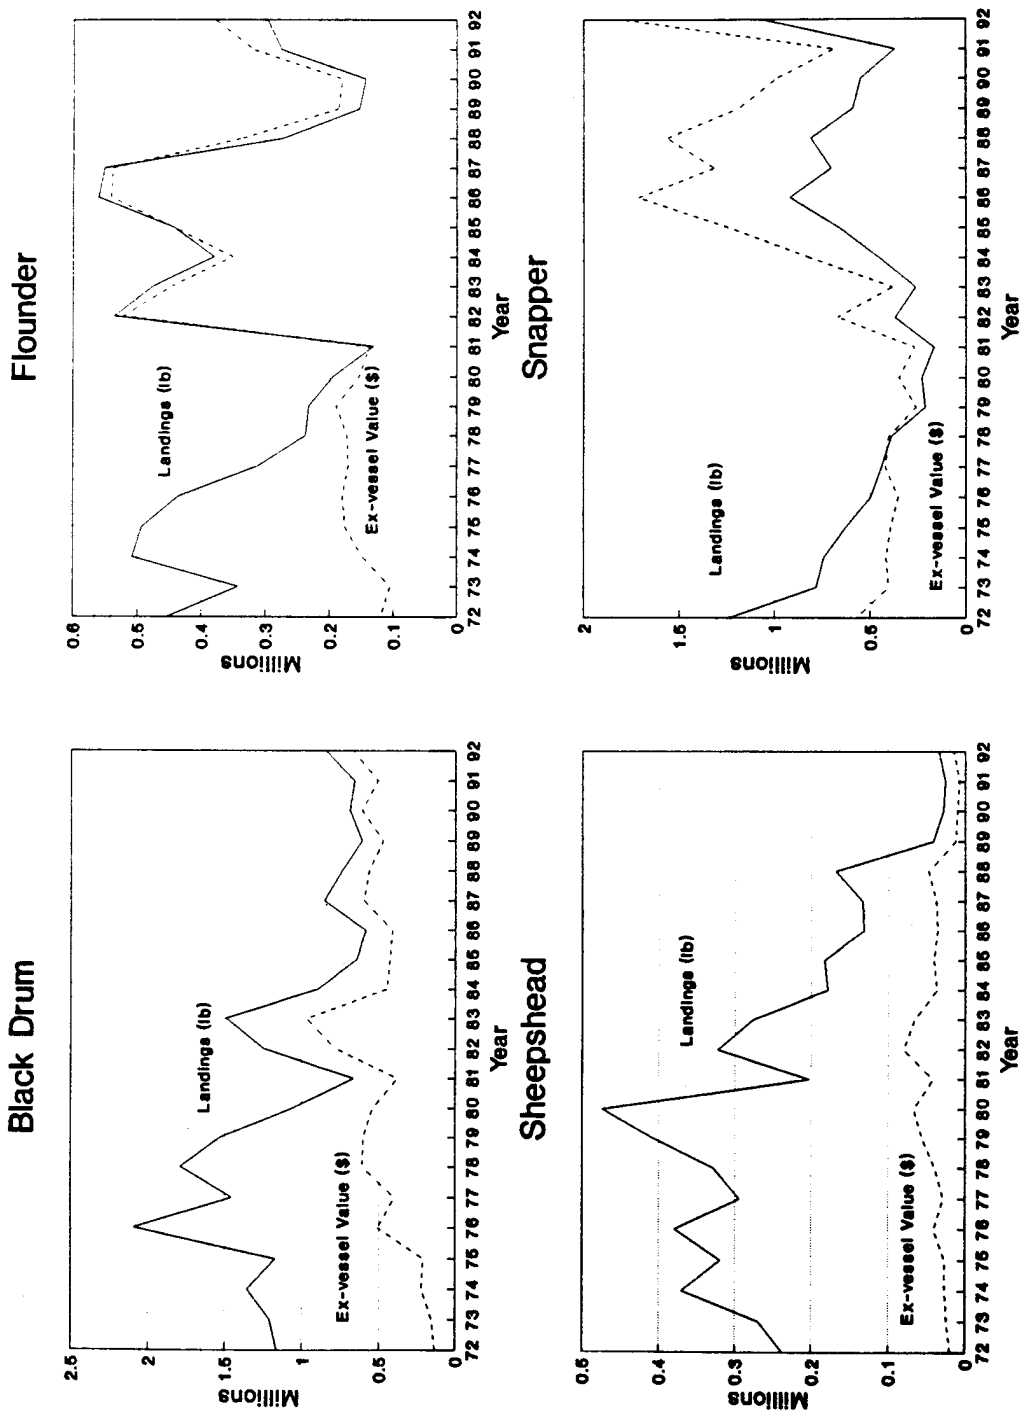 Black Drum
Millions
2.5
2
1.5
1
0.5
0
Landings (lb)
Ex-vessel Value ($)
72 73 74 75 76 77 78 79 80 81 82 83 84 85 86 87 88 89 90 91 92
Year
Flounder
Millions
0.6
0.5
0.4
0.3
0.2
0.1
0
Landings (lb)
Ex-vessel Value ($)
72 73 74 75 76 77 78 79 80 81 82 83 84 85 86 87 88 89 90 91 92
Year
Sheepshead
Millions
0.5
0.4
0.3
0.2
0.1
0
Landings (lb)
Ex-vessel Value ($)
72 73 74 75 76 77 78 79 80 81 82 83 84 85 86 87 88 89 90 91 92
Year
Snapper
Millions
2
1.5
1
0.5
0
Landings (lb)
Ex-vessel Value ($)
72 73 74 75 76 77 78 79 80 81 82 83 84 85 86 87 88 89 90 91 92
Year